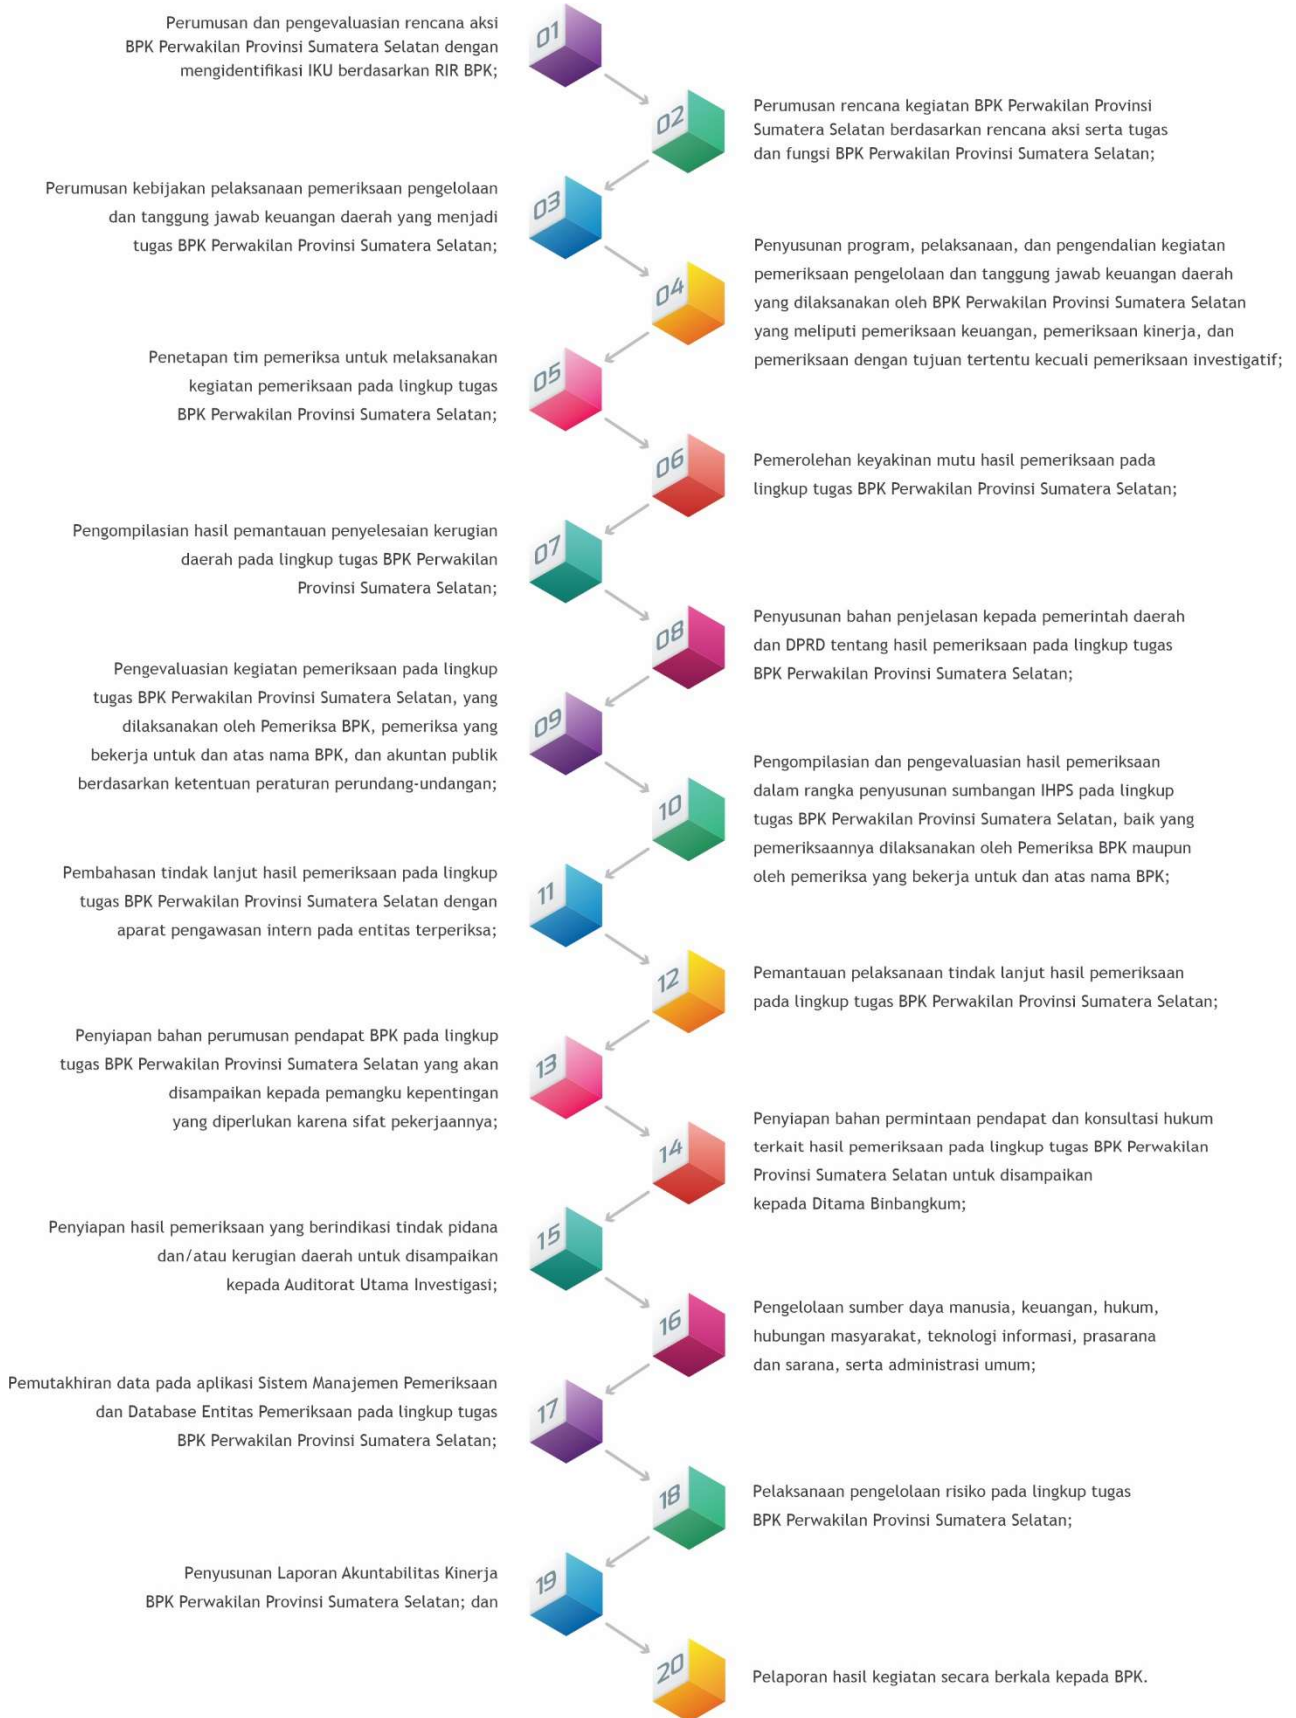 01
Perumusan dan pengevaluasian rencana aksi
BPK Perwakilan Provinsi Sumatera Selatan dengan
mengidentifikasi IKU berdasarkan RIR BPK;
02
Perumusan rencana kegiatan BPK Perwakilan Provinsi
Sumatera Selatan berdasarkan rencana aksi serta tugas
dan fungsi BPK Perwakilan Provinsi Sumatera Selatan;
03
Perumusan kebijakan pelaksanaan pemeriksaan pengelolaan
dan tanggung jawab keuangan daerah yang menjadi
tugas BPK Perwakilan Provinsi Sumatera Selatan;
04
Penyusunan program, pelaksanaan, dan pengendalian kegiatan
pemeriksaan pengelolaan dan tanggung jawab keuangan daerah
yang dilaksanakan oleh BPK Perwakilan Provinsi Sumatera Selatan
yang meliputi pemeriksaan keuangan, pemeriksaan kinerja, dan
pemeriksaan dengan tujuan tertentu kecuali pemeriksaan investigatif;
05
Penetapan tim pemeriksa untuk melaksanakan
kegiatan pemeriksaan pada lingkup tugas
BPK Perwakilan Provinsi Sumatera Selatan;
06
Pemerolehan keyakinan mutu hasil pemeriksaan pada
lingkup tugas BPK Perwakilan Provinsi Sumatera Selatan;
07
Pengompilasian hasil pemantauan penyelesaian kerugian
daerah pada lingkup tugas BPK Perwakilan
Provinsi Sumatera Selatan;
08
Penyusunan bahan penjelasan kepada pemerintah daerah
dan DPRD tentang hasil pemeriksaan pada lingkup tugas
BPK Perwakilan Provinsi Sumatera Selatan;
09
Pengevaluasian kegiatan pemeriksaan pada lingkup
tugas BPK Perwakilan Provinsi Sumatera Selatan, yang
dilaksanakan oleh Pemeriksa BPK, pemeriksa yang
bekerja untuk dan atas nama BPK, dan akuntan publik
berdasarkan ketentuan peraturan perundang-undangan;
10
Pengompilasian dan pengevaluasian hasil pemeriksaan
dalam rangka penyusunan sumbangan IHPS pada lingkup
tugas BPK Perwakilan Provinsi Sumatera Selatan, baik yang
pemeriksaannya dilaksanakan oleh Pemeriksa BPK maupun
oleh pemeriksa yang bekerja untuk dan atas nama BPK;
11
Pembahasan tindak lanjut hasil pemeriksaan pada lingkup
tugas BPK Perwakilan Provinsi Sumatera Selatan dengan
aparat pengawasan intern pada entitas terperiksa;
12
Pemantauan pelaksanaan tindak lanjut hasil pemeriksaan
pada lingkup tugas BPK Perwakilan Provinsi Sumatera Selatan;
13
Penyiapan bahan perumusan pendapat BPK pada lingkup
tugas BPK Perwakilan Provinsi Sumatera Selatan yang akan
disampaikan kepada pemangku kepentingan
yang diperlukan karena sifat pekerjaannya;
14
Penyiapan bahan permintaan pendapat dan konsultasi hukum
terkait hasil pemeriksaan pada lingkup tugas BPK Perwakilan
Provinsi Sumatera Selatan untuk disampaikan
kepada Ditama Binbangkum;
15
Penyiapan hasil pemeriksaan yang berindikasi tindak pidana
dan/atau kerugian daerah untuk disampaikan
kepada Auditorat Utama Investigasi;
16
Pengelolaan sumber daya manusia, keuangan, hukum,
hubungan masyarakat, teknologi informasi, prasarana
dan sarana, serta administrasi umum;
17
Pemutakhiran data pada aplikasi Sistem Manajemen Pemeriksaan
dan Database Entitas Pemeriksaan pada lingkup tugas
BPK Perwakilan Provinsi Sumatera Selatan;
18
Pelaksanaan pengelolaan risiko pada lingkup tugas
BPK Perwakilan Provinsi Sumatera Selatan;
19
Penyusunan Laporan Akuntabilitas Kinerja
BPK Perwakilan Provinsi Sumatera Selatan; dan
20
Pelaporan hasil kegiatan secara berkala kepada BPK.